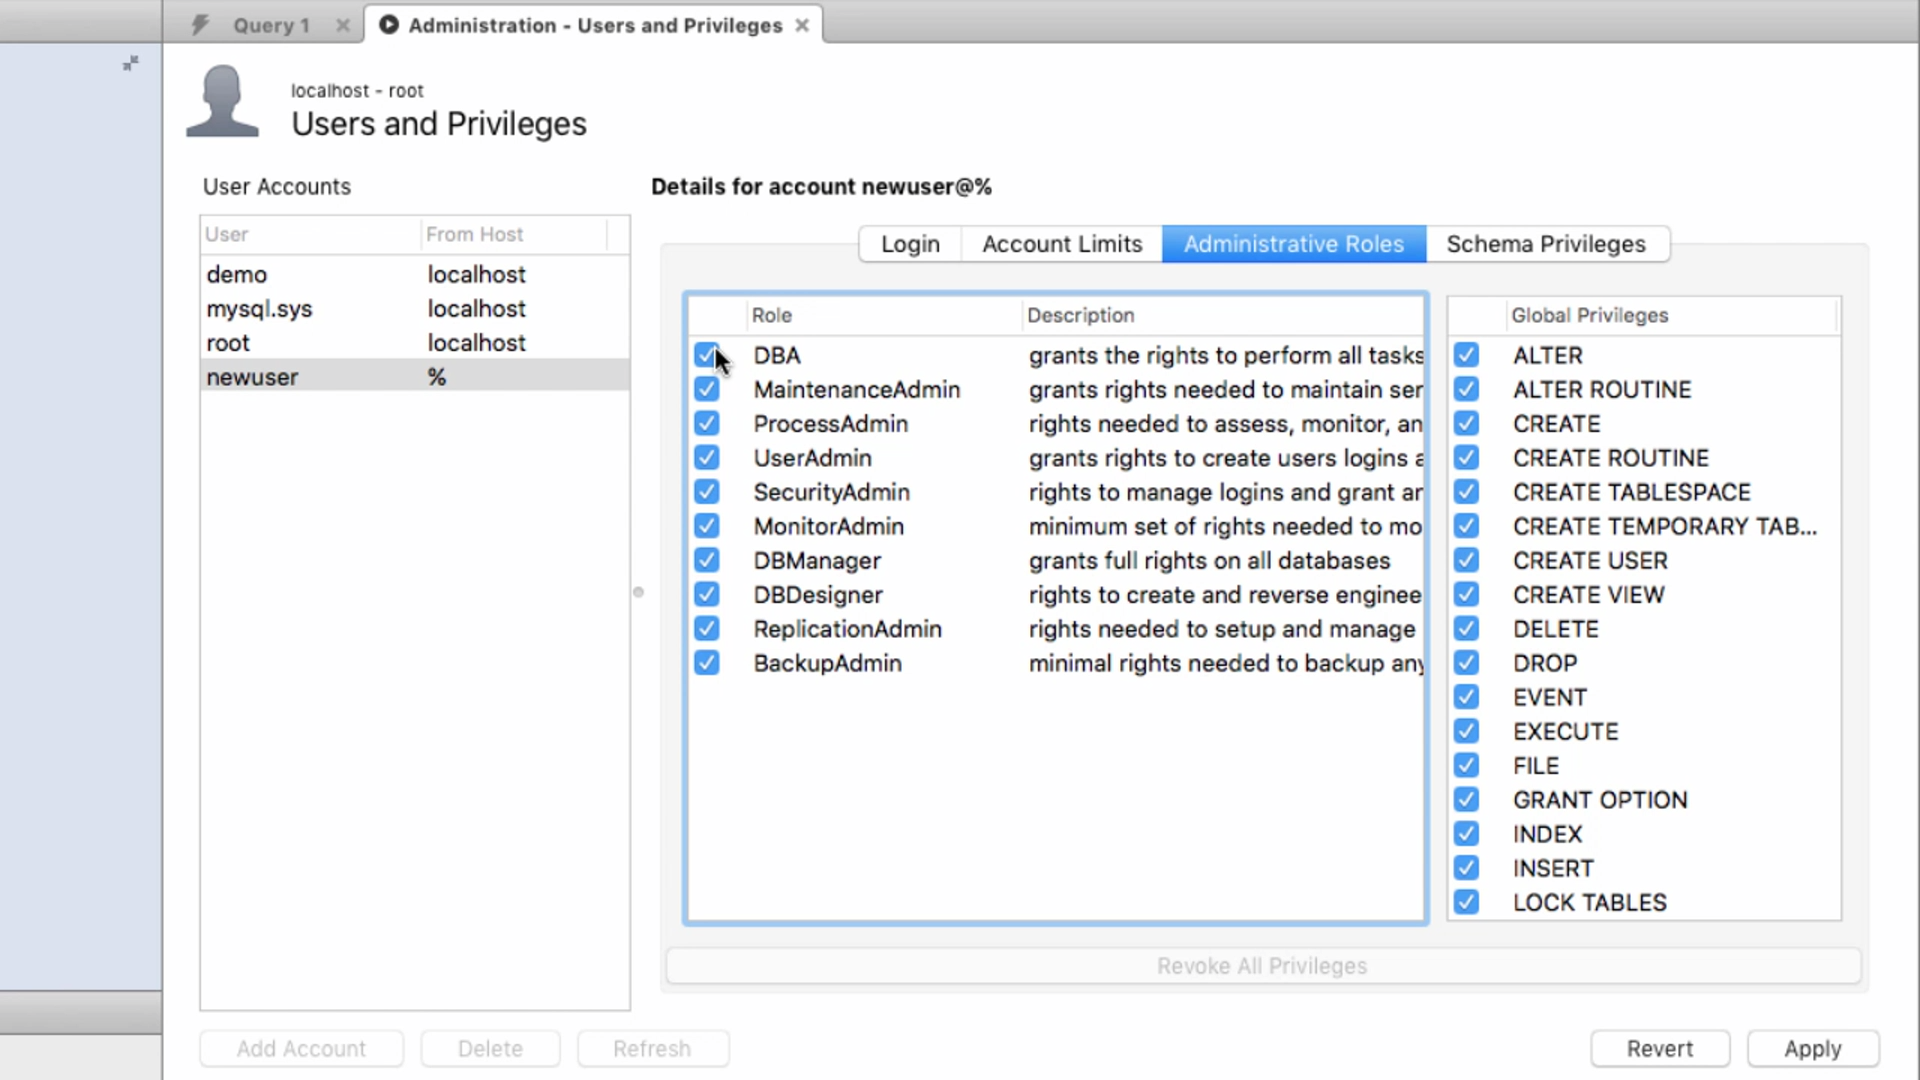 Query 1
Administration - Users and Privileges
localhost - root
Users and Privileges
User Accounts
User From Host
demo localhost
mysql.sys localhost
root localhost
newuser %
Add Account Delete Refresh
Details for account newuser@%
Login Account Limits Administrative Roles Schema Privileges
Role Description
DBA grants the rights to perform all tasks
MaintenanceAdmin grants rights needed to maintain ser
ProcessAdmin rights needed to assess, monitor, an
UserAdmin grants rights to create users logins a
SecurityAdmin rights to manage logins and grant an
MonitorAdmin minimum set of rights needed to mo
DBManager grants full rights on all databases
DBDesigner rights to create and reverse enginee
ReplicationAdmin rights needed to setup and manage
BackupAdmin minimal rights needed to backup any
Global Privileges
ALTER
ALTER ROUTINE
CREATE
CREATE ROUTINE
CREATE TABLESPACE
CREATE TEMPORARY TAB...
CREATE USER
CREATE VIEW
DELETE
DROP
EVENT
EXECUTE
FILE
GRANT OPTION
INDEX
INSERT
LOCK TABLES
Revoke All Privileges
Revert Apply